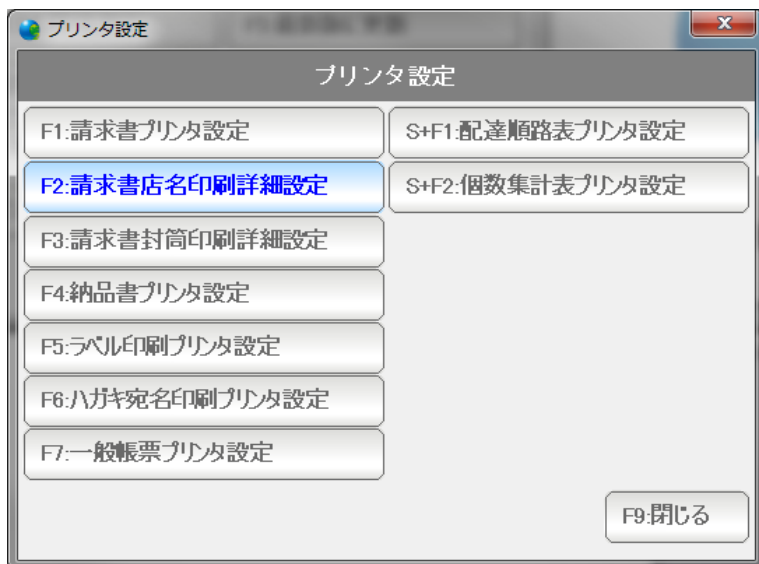 プリンタ設定
プリンタ設定
F1:請求書プリンタ設定
F2:請求書店名印刷詳細設定
F3:請求書封筒印刷詳細設定
F4:納品書プリンタ設定
F5:ラベル印刷プリンタ設定
F6:ハガキ宛名印刷プリンタ設定
F7:一般帳票プリンタ設定
S+F1:配達順路表プリンタ設定
S+F2:個数集計表プリンタ設定
F9:閉じる